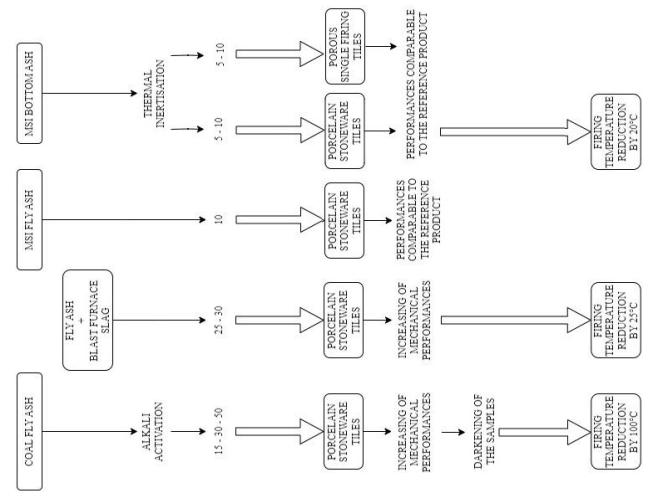 COAL FLY ASH
ALKALI
ACTIVATION
15 - 30 - 50
PORCELAIN
STONEWARE
TILES
INCREASING OF
MECHANICAL
PERFORMANCES
DARKENING OF
THE SAMPLES
FIRING
TEMPERATURE
REDUCTION
BY 100°C
FLY ASH
+
BLAST FURNACE
SLAG
25 - 30
PORCELAIN
STONEWARE
TILES
INCREASING OF
MECHANICAL
PERFORMANCES
FIRING
TEMPERATURE
REDUCTION
BY 25°C
MSI FLY ASH
10
PORCELAIN
STONEWARE
TILES
PERFORMANCES
COMPARABLE TO
THE REFERENCE
PRODUCT
MSI BOTTOM ASH
THERMAL
INERTISATION
5 - 10
PORCELAIN
STONEWARE
TILES
5 - 10
POROUS
SINGLE FIRING
TILES
PERFORMANCES COMPARABLE
TO THE REFERENCE PRODUCT
FIRING
TEMPERATURE
REDUCTION
BY 20°C